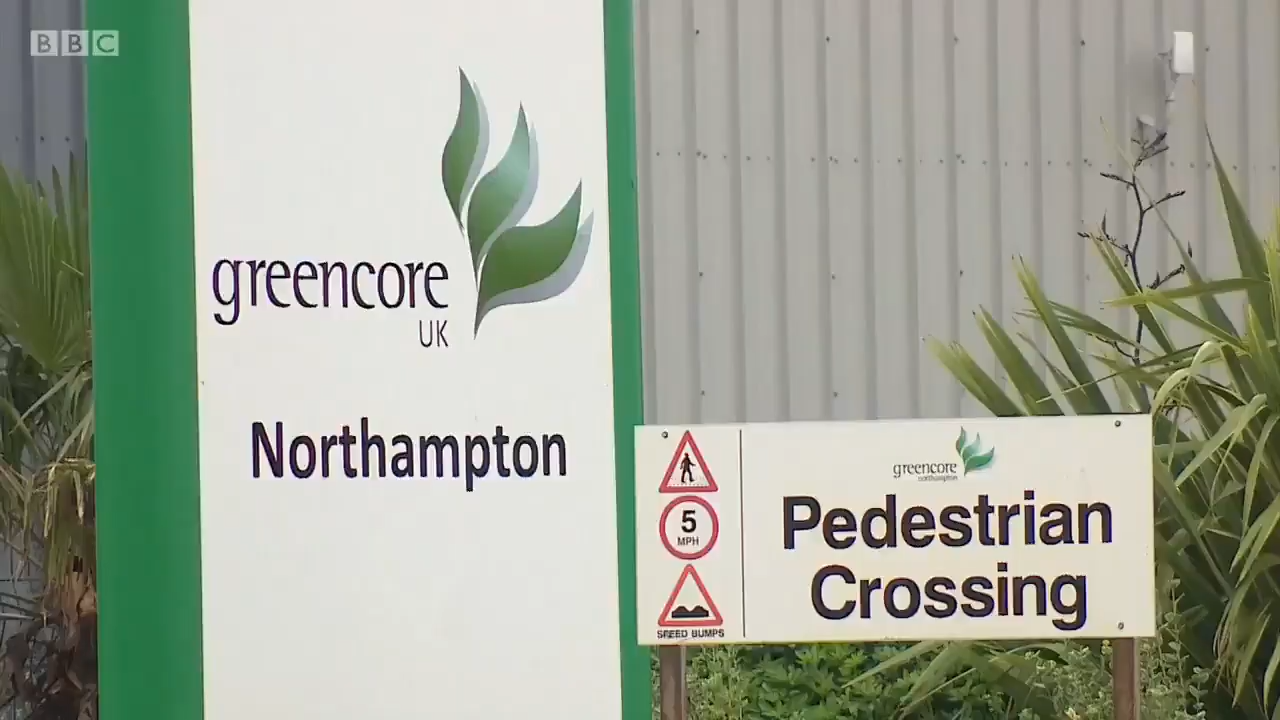 BBC
greencore
UK
Northampton
greencore
northampton
Pedestrian
Crossing
5
MPH
SPEED BUMPS